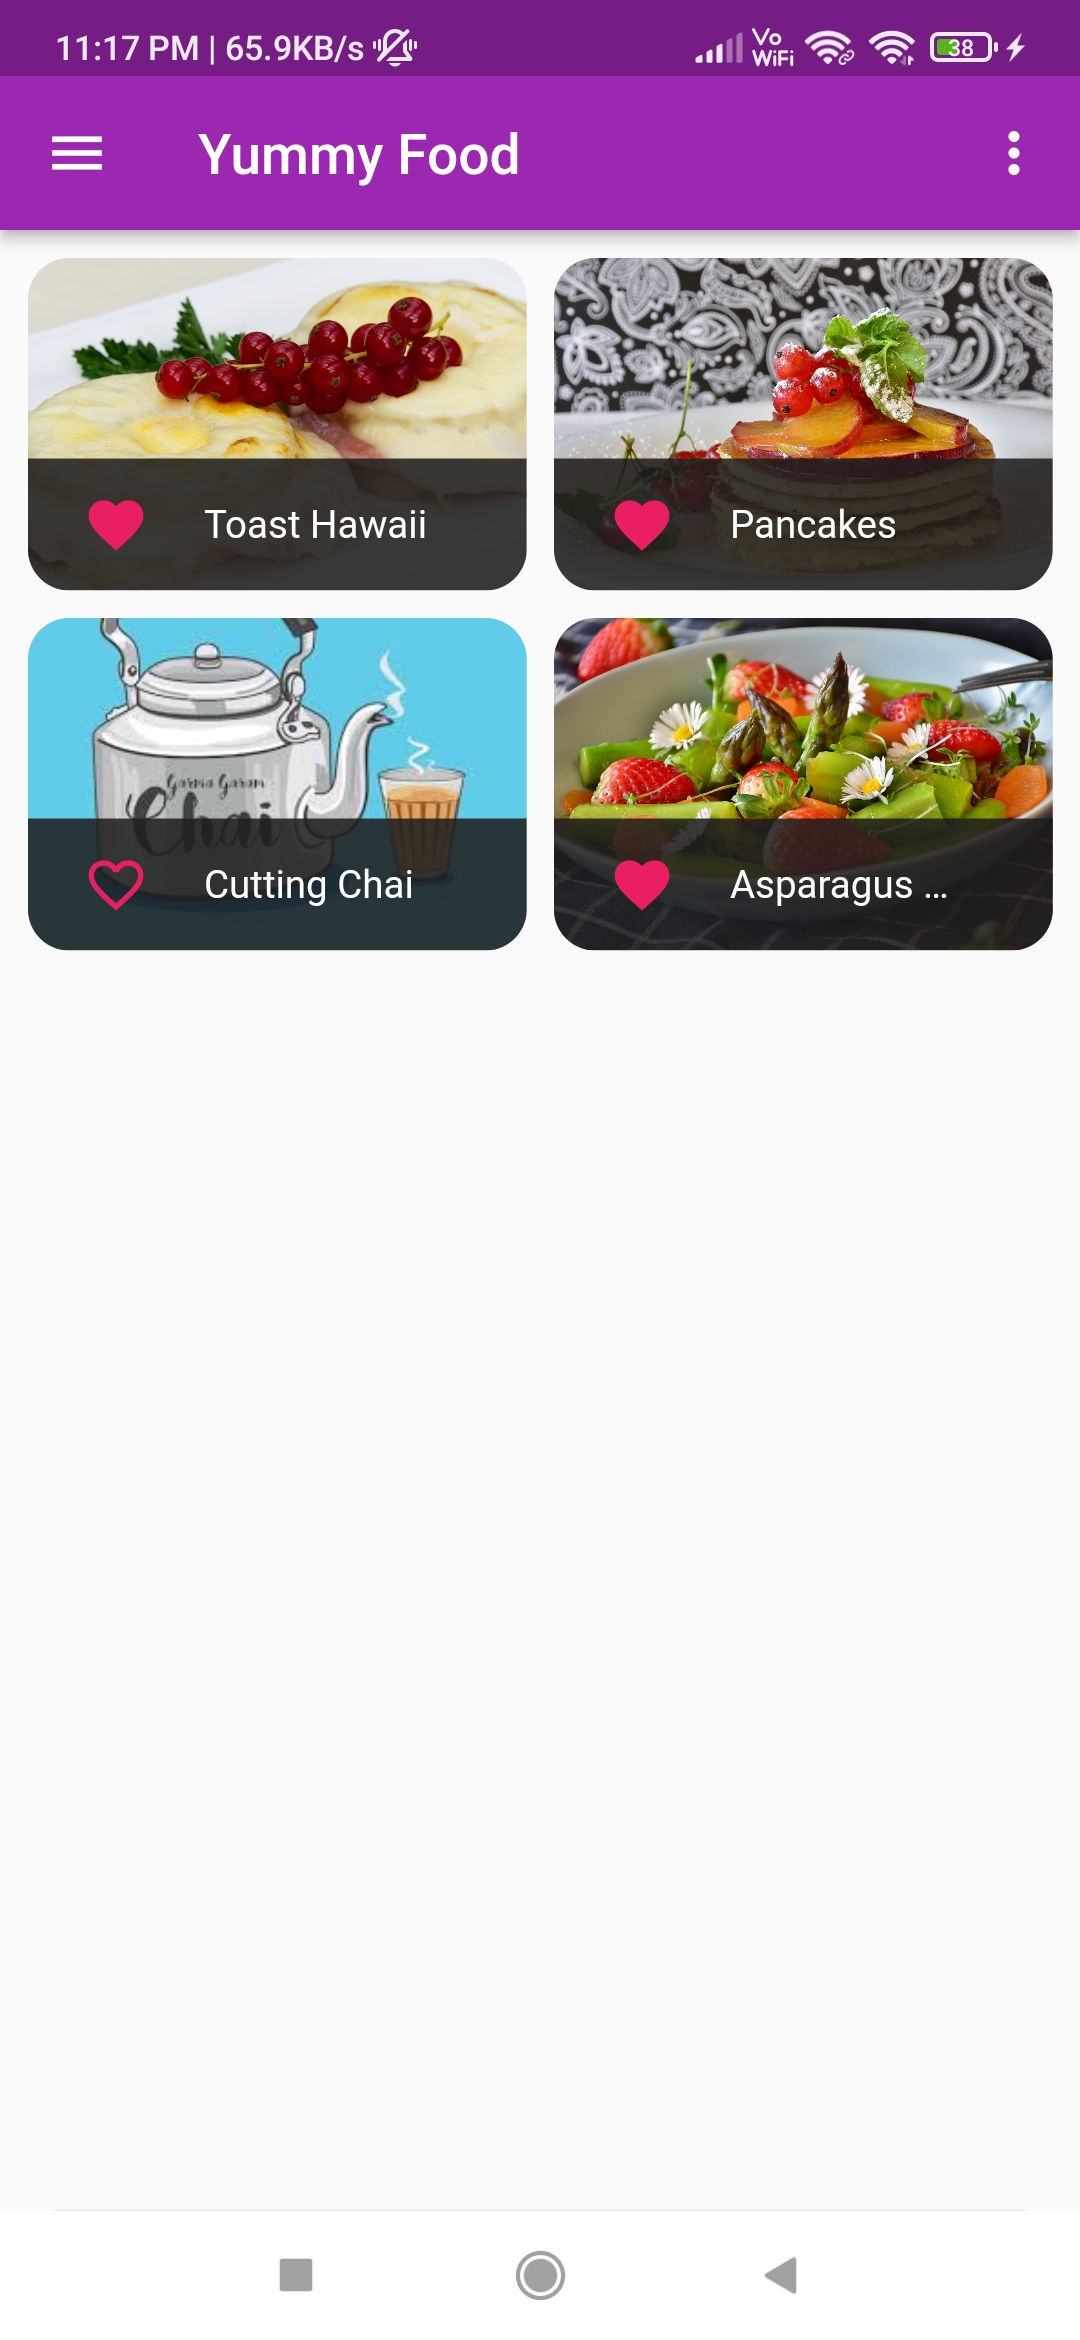 11:17 PM | 65.9KB/s
Vo
WiFi
38
Yummy Food
Toast Hawaii
Pancakes
Garma Garam
Chai
Cutting Chai
Asparagus ...